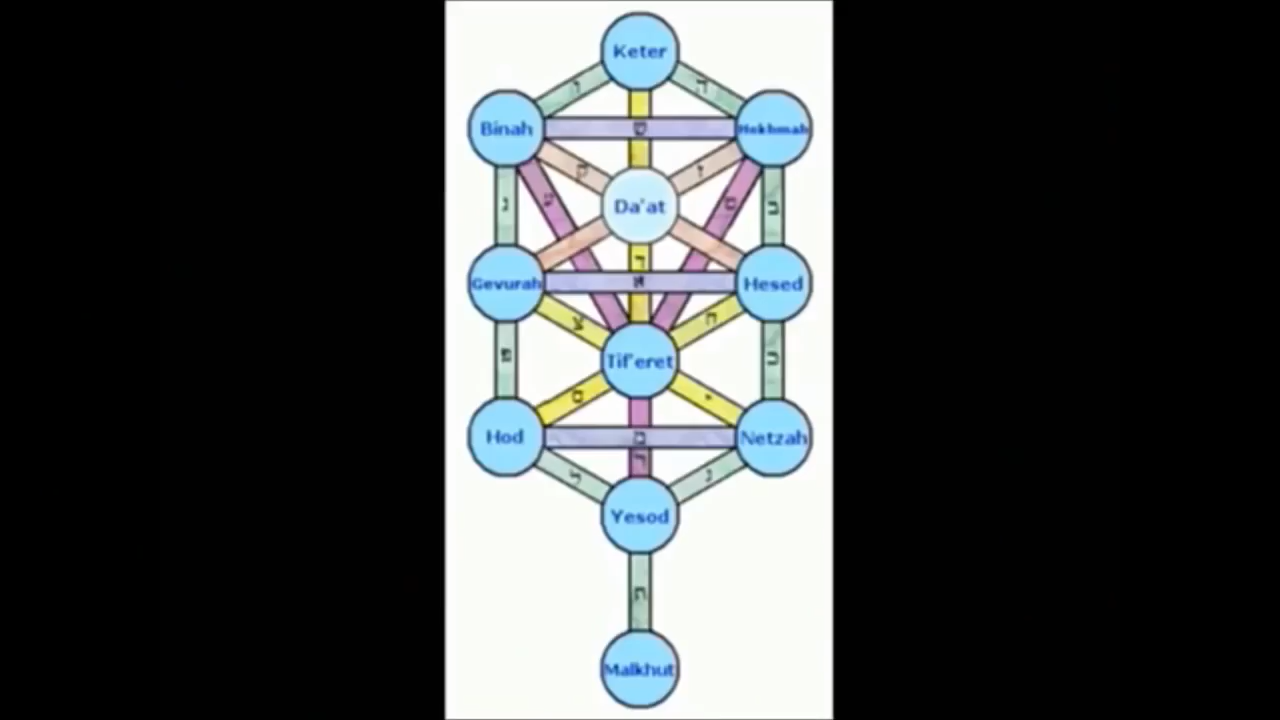 Keter
ו
ה
Binah
ש
Hokhmah
ק
ז
Da'at
ג
ב
ד
Gevurah
א
Hesed
צ
ה
פ
Tif'eret
ס
י
Hod
מ
Netzah
ל
נ
Yesod
ת
Malkhut